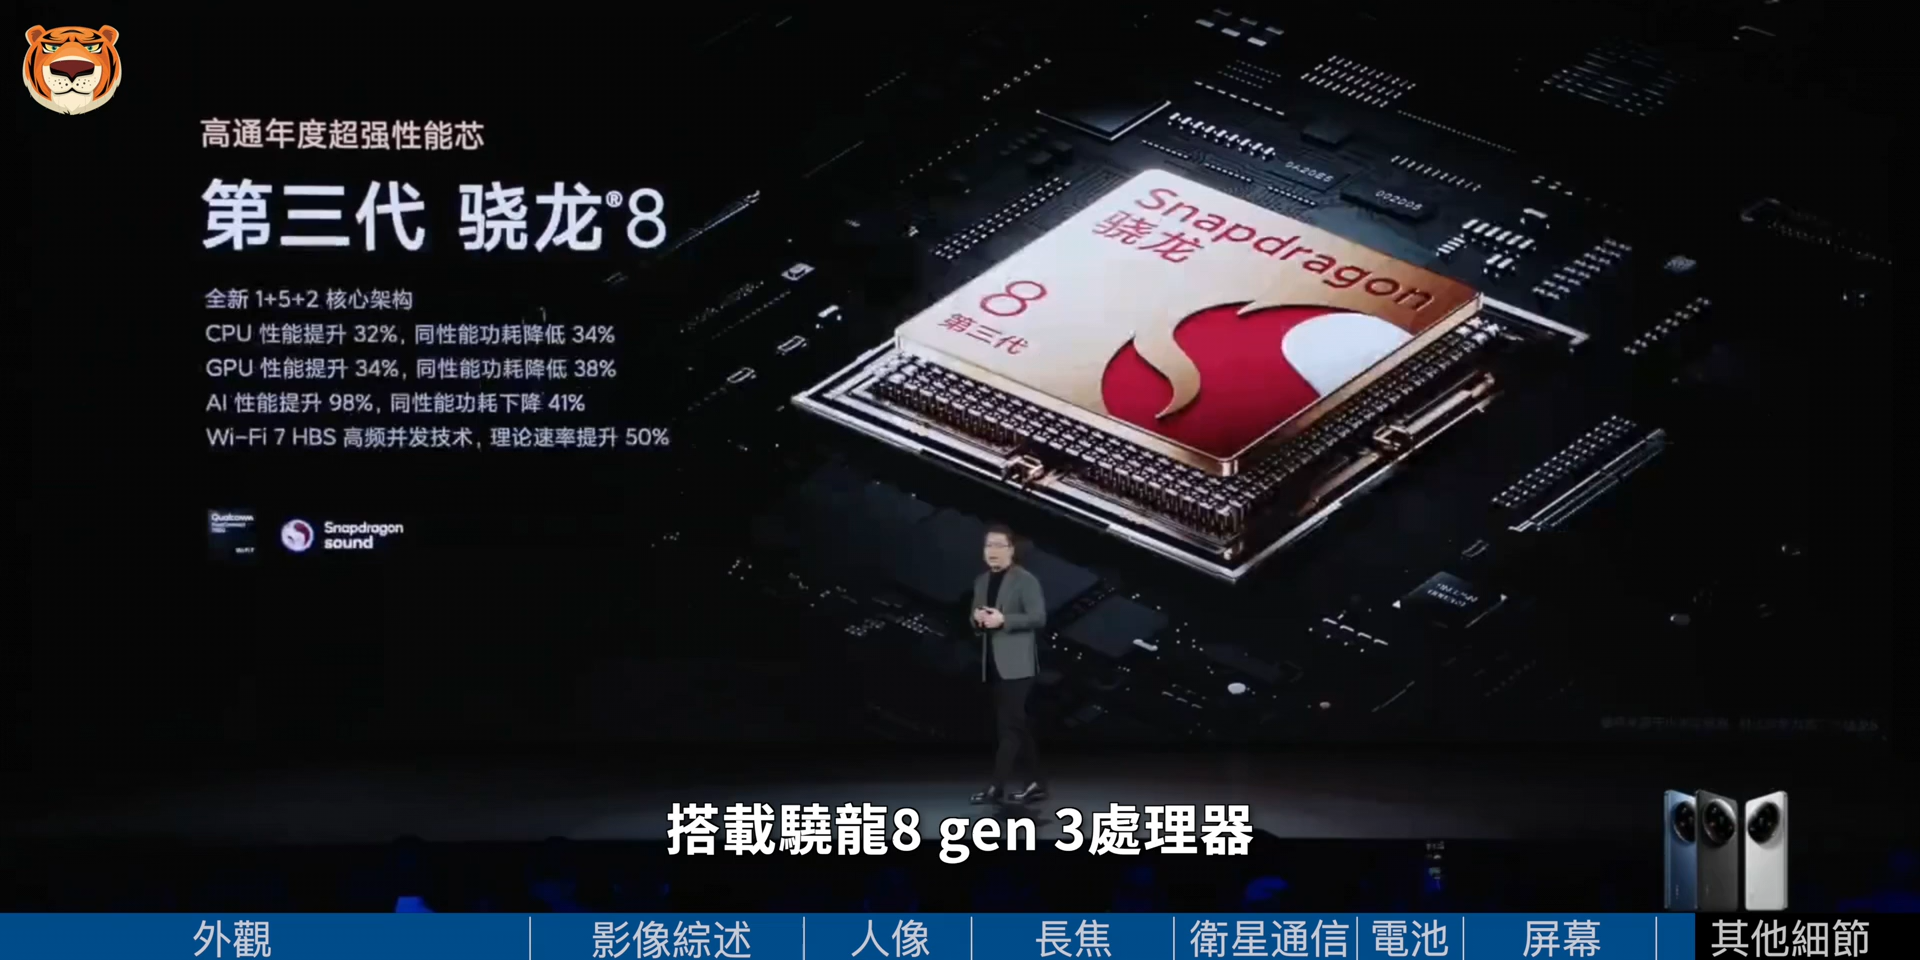 高通年度超强性能芯
第三代 骁龙®8
全新 1+5+2 核心架构
CPU 性能提升 32%, 同性能功耗降低 34%
GPU 性能提升 34%, 同性能功耗降低 38%
AI 性能提升 98%, 同性能功耗下降 41%
Wi-Fi 7 HBS 高频并发技术, 理论速率提升 50%
Qualcomm
Snapdragon
sound
Snapdragon
骁龙
8
第三代
搭載驍龍8 gen 3處理器
外觀
影像綜述
人像
長焦
衛星通信
電池
屏幕
其他細節